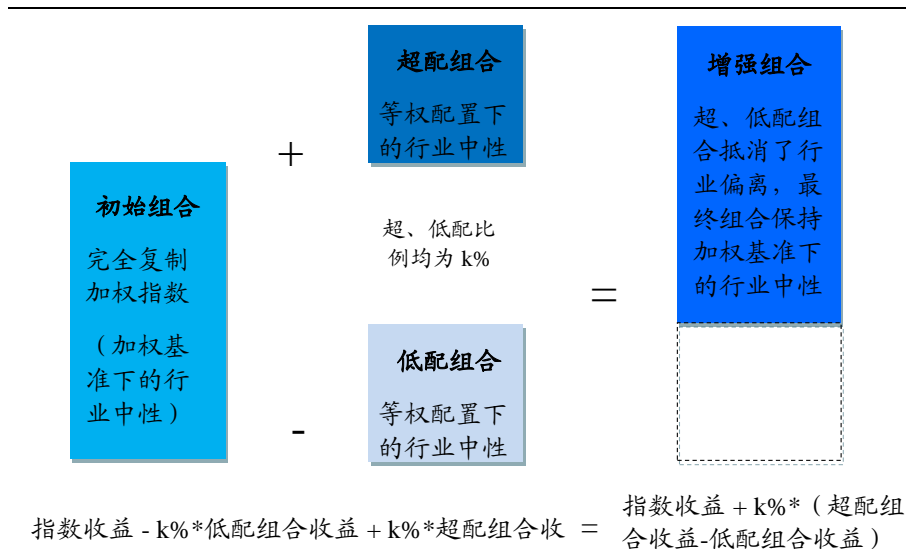 初始组合
完全复制
加权指数
（加权基
准下的行
业中性）
+
超配组合
等权配置下
的行业中性
超、低配比
例均为 k%
-
低配组合
等权配置下
的行业中性
=
增强组合
超、低配组
合抵消了行
业偏离，最
终组合保持
加权基准下
的行业中性
指数收益 - k%*低配组合收益 + k%*超配组合收 =
指数收益 + k%*（超配组
合收益-低配组合收益）